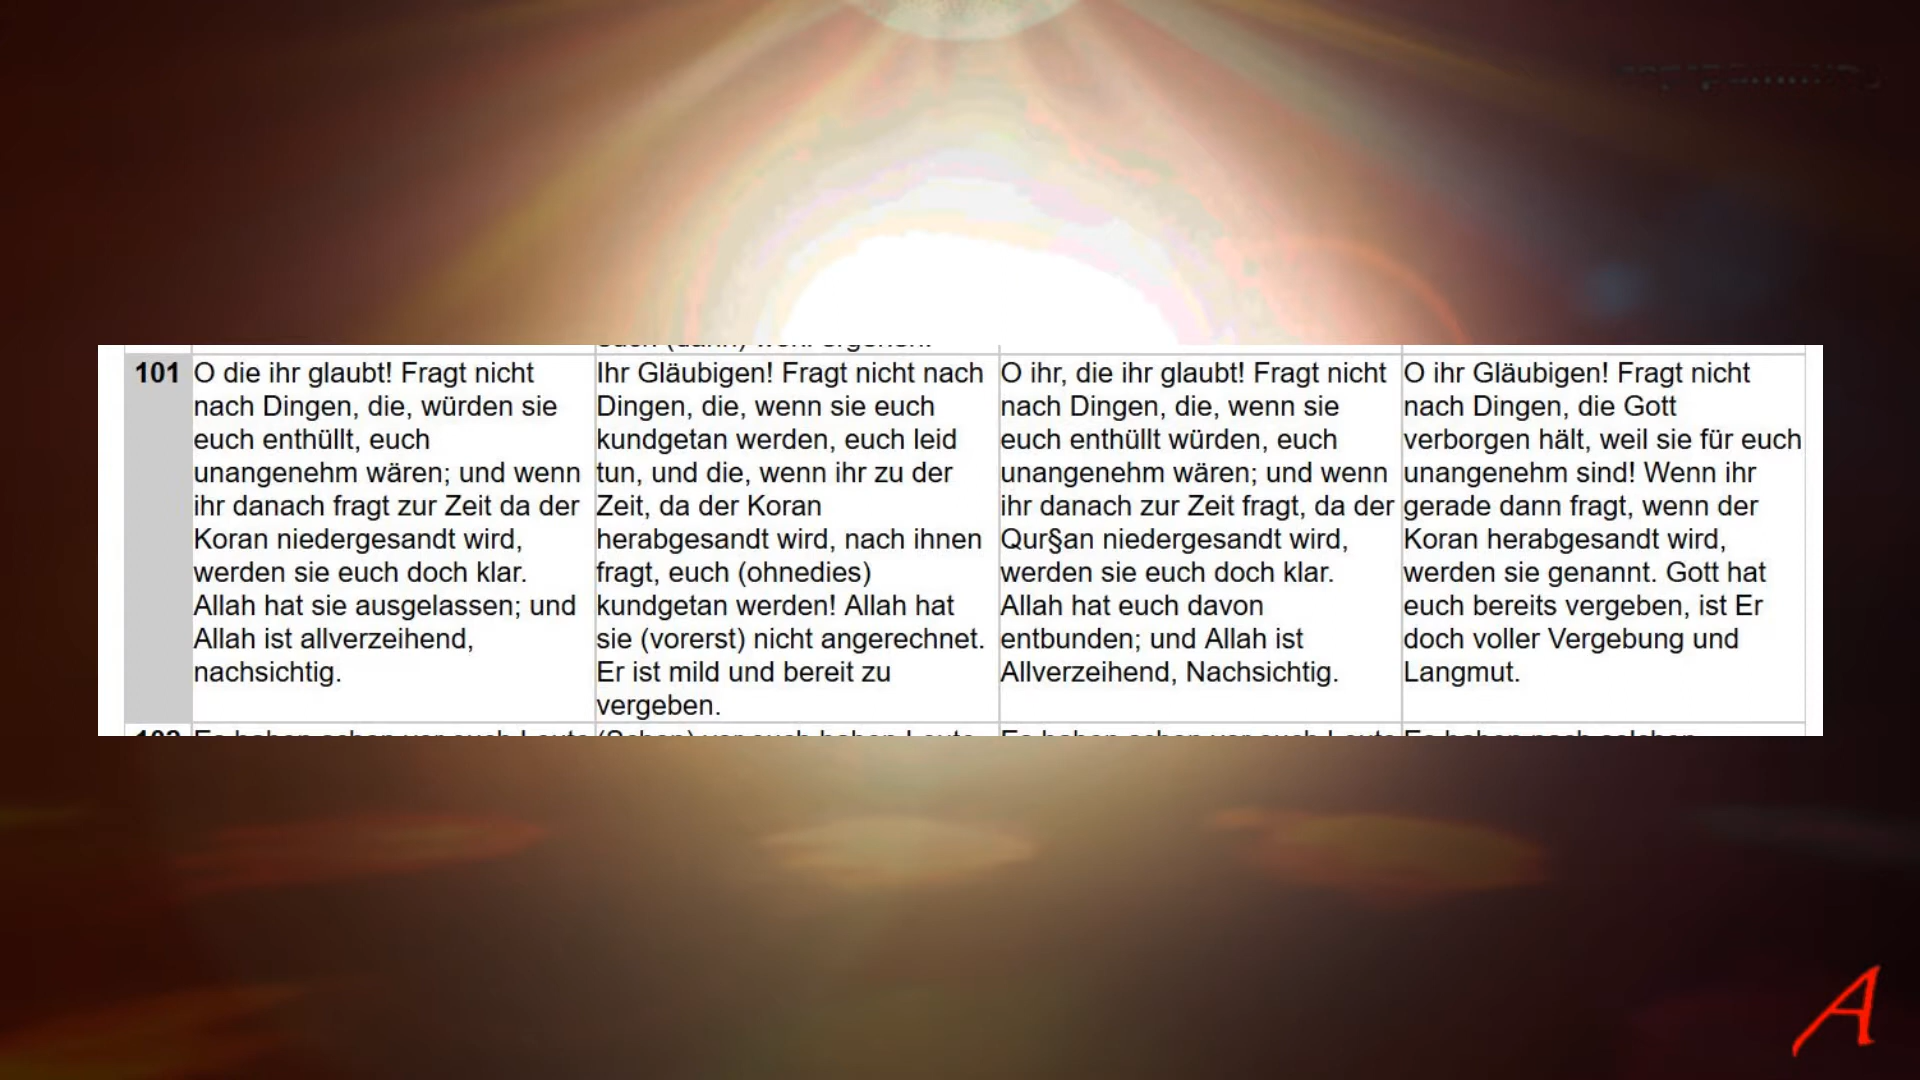 101
O die ihr glaubt! Fragt nicht
nach Dingen, die, würden sie
euch enthüllt, euch
unangenehm wären; und wenn
ihr danach fragt zur Zeit da der
Koran niedergesandt wird,
werden sie euch doch klar.
Allah hat sie ausgelassen; und
Allah ist allverzeihend,
nachsichtig.
Ihr Gläubigen! Fragt nicht nach
Dingen, die, wenn sie euch
kundgetan werden, euch leid
tun, und die, wenn ihr zu der
Zeit, da der Koran
herabgesandt wird, nach ihnen
fragt, euch (ohnedies)
kundgetan werden! Allah hat
sie (vorerst) nicht angerechnet.
Er ist mild und bereit zu
vergeben.
O ihr, die ihr glaubt! Fragt nicht
nach Dingen, die, wenn sie
euch enthüllt würden, euch
unangenehm wären; und wenn
ihr danach zur Zeit fragt, da der
Qur§an niedergesandt wird,
werden sie euch doch klar.
Allah hat euch davon
entbunden; und Allah ist
Allverzeihend, Nachsichtig.
O ihr Gläubigen! Fragt nicht
nach Dingen, die Gott
verborgen hält, weil sie für euch
unangenehm sind! Wenn ihr
gerade dann fragt, wenn der
Koran herabgesandt wird,
werden sie genannt. Gott hat
euch bereits vergeben, ist Er
doch voller Vergebung und
Langmut.
A